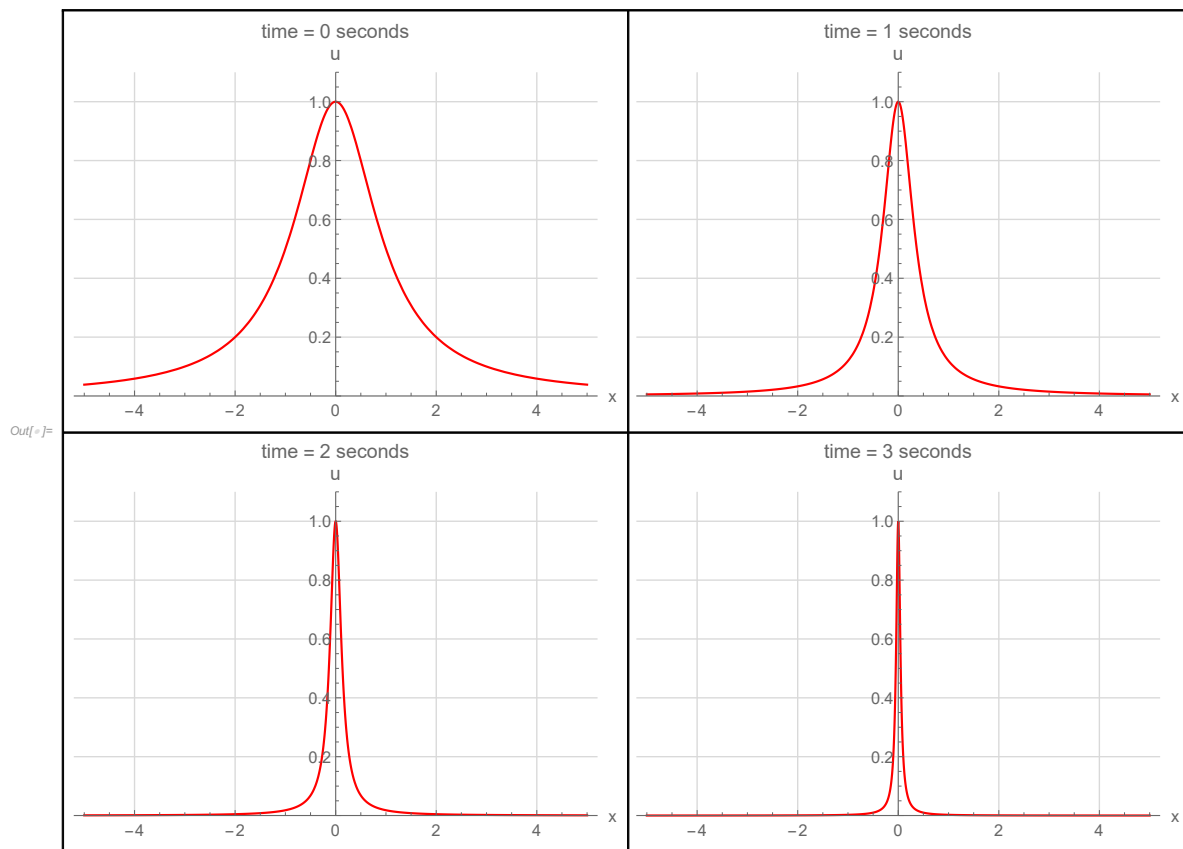 time = 0 seconds
u
1.0
0.8
0.6
0.4
0.2
−4 −2 0 2 4 x
time = 1 seconds
u
1.0
0.8
0.6
0.4
0.2
−4 −2 0 2 4 x
Out[ ]=
time = 2 seconds
u
1.0
0.8
0.6
0.4
0.2
−4 −2 0 2 4 x
time = 3 seconds
u
1.0
0.8
0.6
0.4
0.2
−4 −2 0 2 4 x